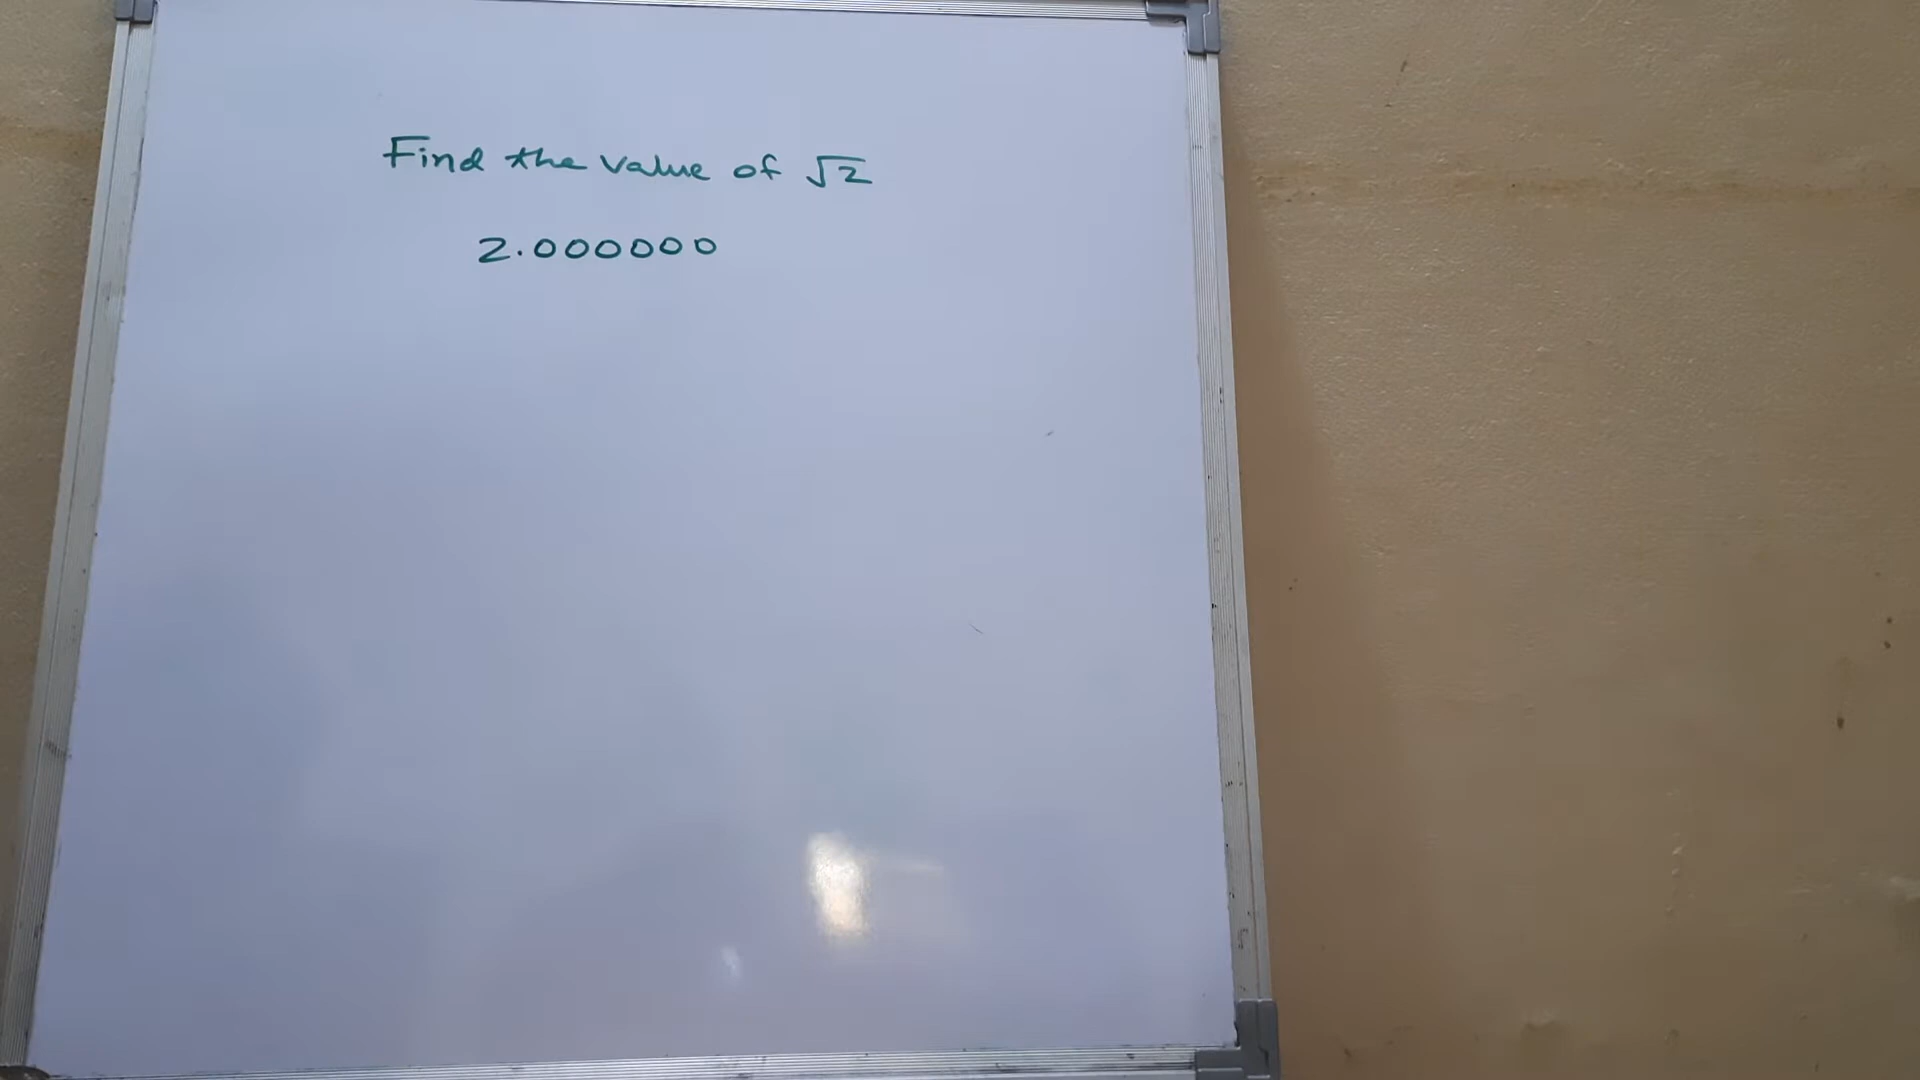 Find the value of √2
2.000000